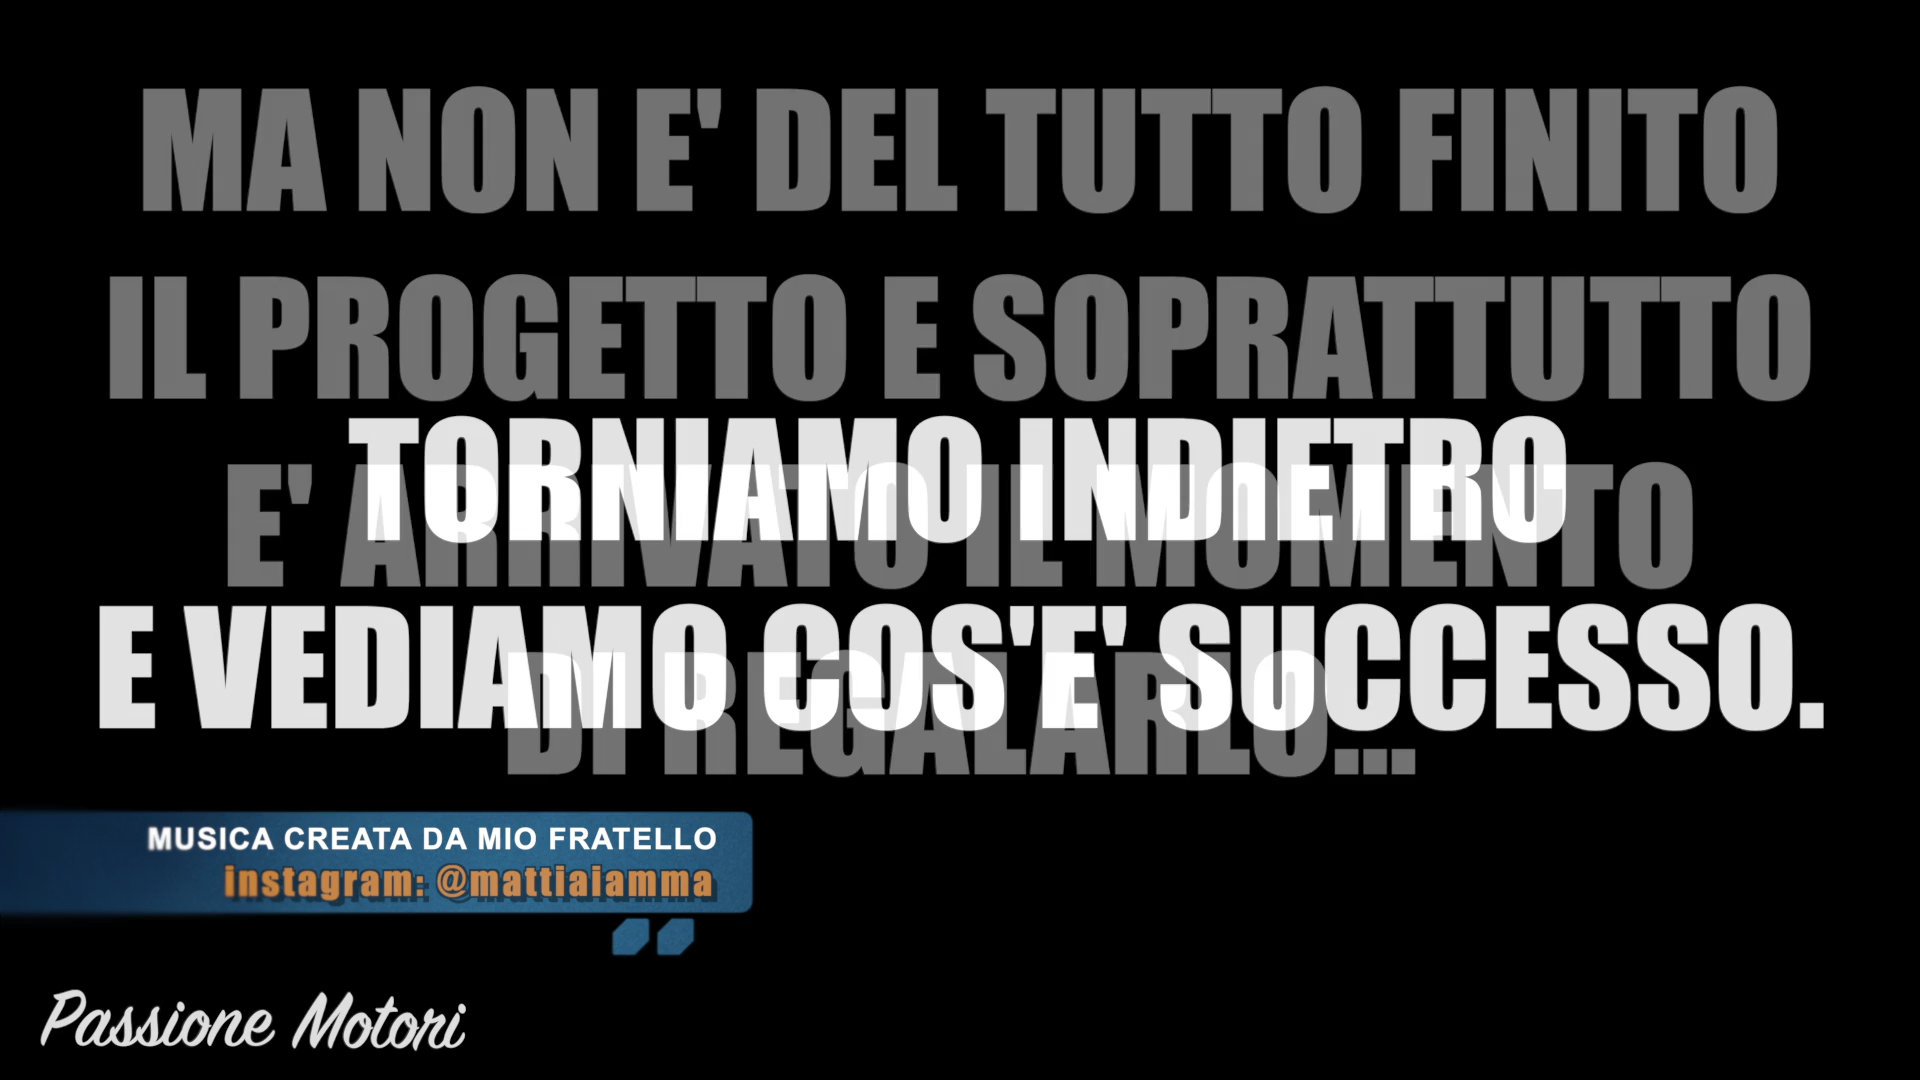 MA NON E' DEL TUTTO FINITO
IL PROGETTO E SOPRATTUTTO
TORNIAMO INDIETRO
E' ARRIVATO IL MOMENTO
E VEDIAMO COS'E' SUCCESSO.
DI REGALARLO...
MUSICA CREATA DA MIO FRATELLO
instagram: @mattiaiamma
Passione Motori